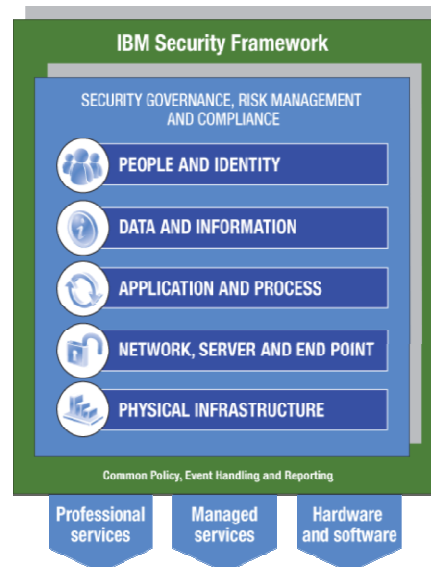 IBM Security Framework
SECURITY GOVERNANCE, RISK MANAGEMENT
AND COMPLIANCE
PEOPLE AND IDENTITY
DATA AND INFORMATION
APPLICATION AND PROCESS
NETWORK, SERVER AND END POINT
PHYSICAL INFRASTRUCTURE
Common Policy, Event Handling and Reporting
Professional
services
Managed
services
Hardware
and software